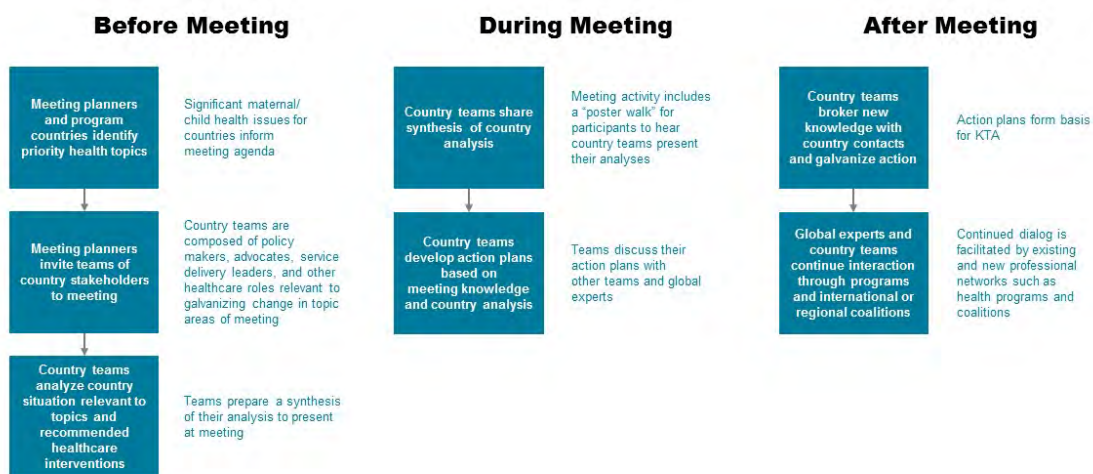 Before Meeting
Meeting planners
and program
countries identify
priority health topics
Significant maternal/
child health issues for
countries inform
meeting agenda
Meeting planners
invite teams of
country stakeholders
to meeting
Country teams are
composed of policy
makers, advocates, service
delivery leaders, and other
healthcare roles relevant to
galvanizing change in topic
areas of meeting
Country teams
analyze country
situation relevant to
topics and
recommended
healthcare
interventions
Teams prepare a synthesis
of their analysis to present
at meeting
During Meeting
Country teams share
synthesis of country
analysis
Meeting activity includes
a “poster walk” for
participants to hear
country teams present
their analyses
Country teams
develop action plans
based on
meeting knowledge
and country analysis
Teams discuss their
action plans with
other teams and global
experts
After Meeting
Country teams
broker new
knowledge with
country contacts
and galvanize action
Action plans form basis
for KTA
Global experts and
country teams
continue interaction
through programs
and international or
regional coalitions
Continued dialog is
facilitated by existing
and new professional
networks such as
health programs and
coalitions